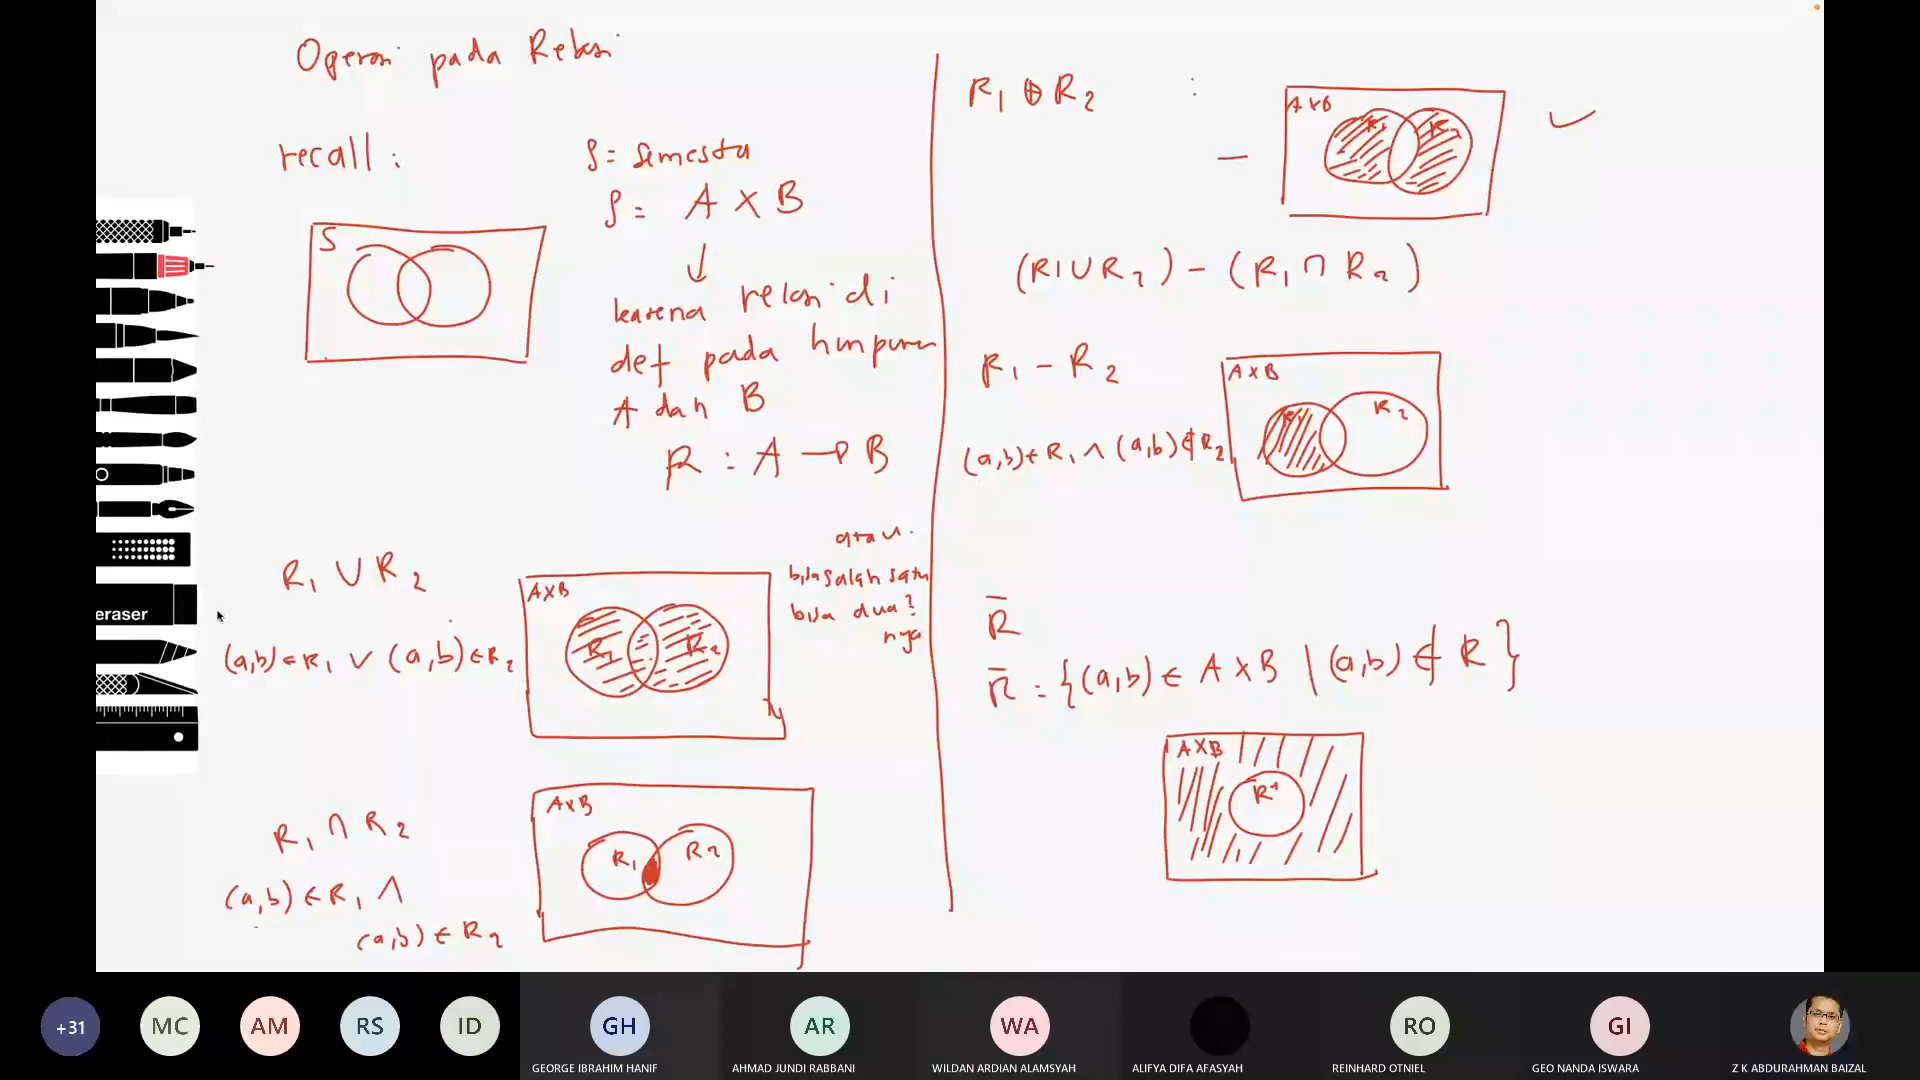 Operasi pada Relasi
recall :
S = semesta
S = A × B
S
karena relasi di
def pada himpunan
A dan B
R : A → B
R₁ ∪ R₂
(a,b) ∈ R₁ ∨ (a,b) ∈ R₂
A×B
R₁ R₂
atau
bisa salah satu
bisa dua²
nya
R₁ ∩ R₂
(a,b) ∈ R₁ ∧
(a,b) ∈ R₂
A×B
R₁ R₂
R₁ ⊕ R₂ :
A×B
R₁ R₂
(R1 ∪ R₂) − (R₁ ∩ R₂)
R₁ − R₂
A×B
R₁ R₂
(a,b) ∈ R₁ ∧ (a,b) ∉ R₂
R̅
R̅ = {(a,b) ∈ A×B | (a,b) ∉ R}
A×B
eraser
+31 MC AM RS ID GH AR WA RO GI
GEORGE IBRAHIM HANIF AHMAD JUNDI RABBANI WILDAN ARDIAN ALAMSYAH ALIFYA DIFA AFASYAH REINHARD OTNIEL GEO NANDA ISWARA Z K ABDURAHMAN BAIZAL